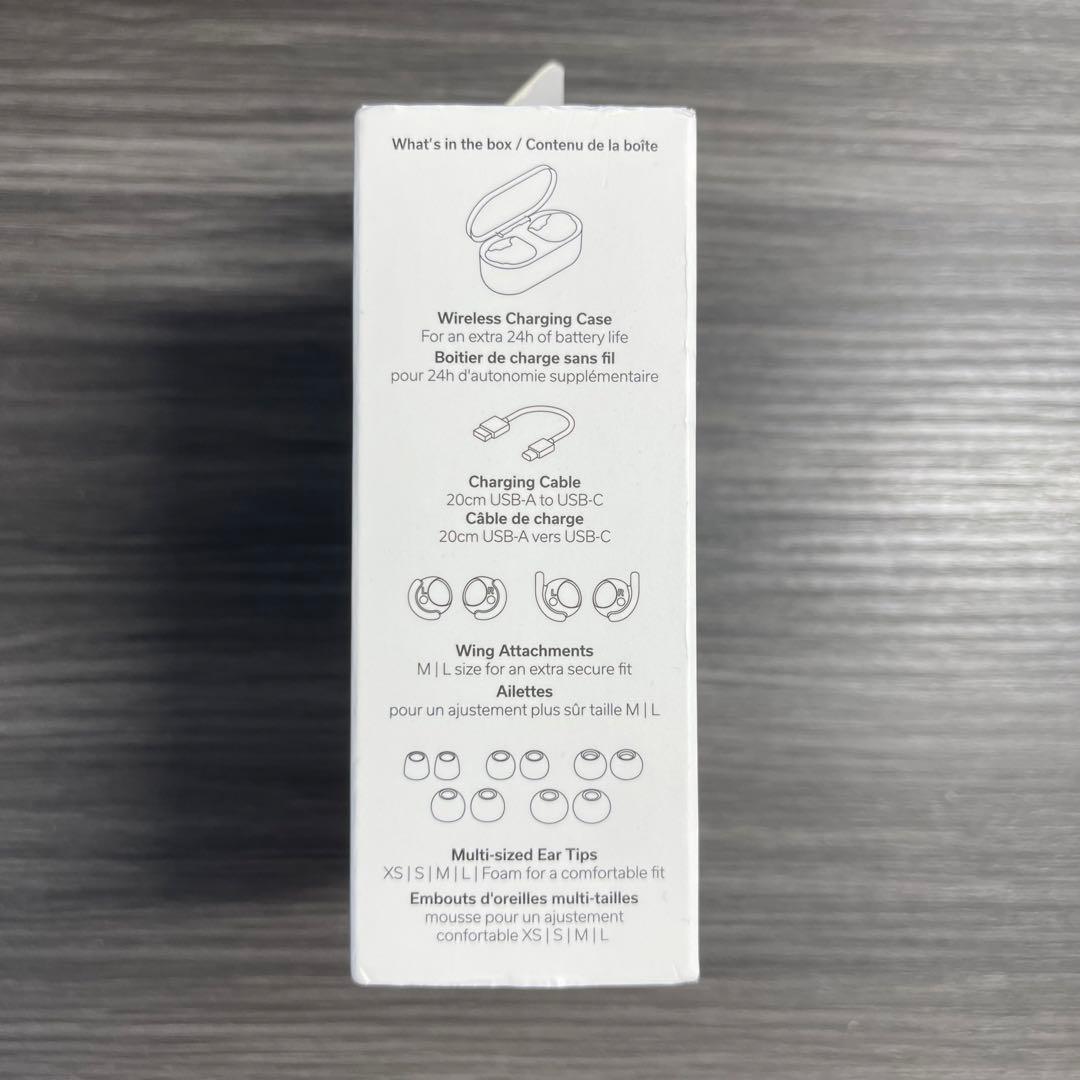 What's in the box / Contenu de la boîte
Wireless Charging Case
For an extra 24h of battery life
Boitier de charge sans fil
pour 24h d'autonomie supplémentaire
Charging Cable
20cm USB-A to USB-C
Câble de charge
20cm USB-A vers USB-C
L R L R
Wing Attachments
M | L size for an extra secure fit
Ailettes
pour un ajustement plus sûr taille M | L
Multi-sized Ear Tips
XS | S | M | L | Foam for a comfortable fit
Embouts d'oreilles multi-tailles
mousse pour un ajustement
confortable XS | S | M | L